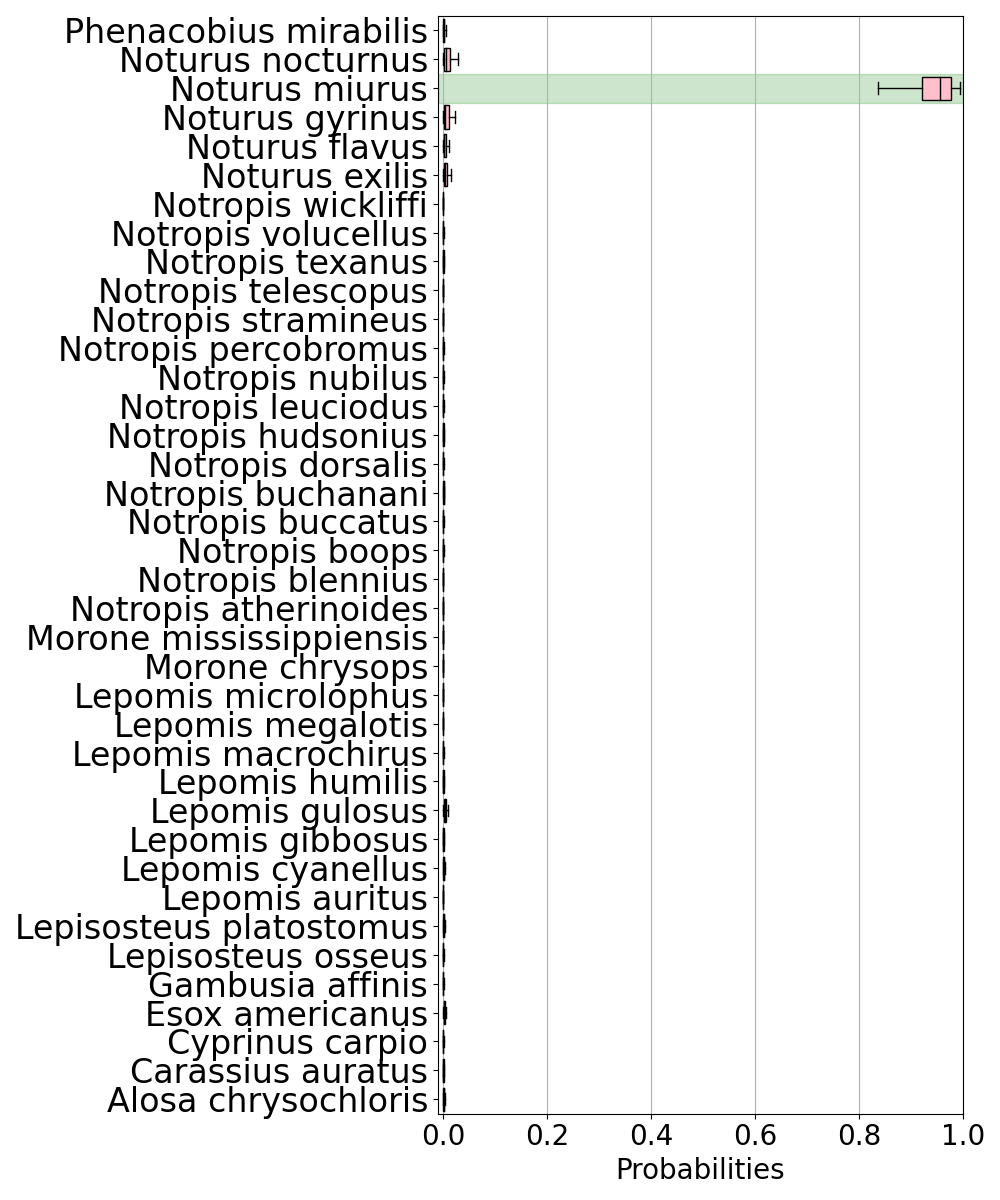 Phenacobius mirabilis
Noturus nocturnus
Noturus miurus
Noturus gyrinus
Noturus flavus
Noturus exilis
Notropis wickliffi
Notropis volucellus
Notropis texanus
Notropis telescopus
Notropis stramineus
Notropis percobromus
Notropis nubilus
Notropis leuciodus
Notropis hudsonius
Notropis dorsalis
Notropis buchanani
Notropis buccatus
Notropis boops
Notropis blennius
Notropis atherinoides
Morone mississippiensis
Morone chrysops
Lepomis microlophus
Lepomis megalotis
Lepomis macrochirus
Lepomis humilis
Lepomis gulosus
Lepomis gibbosus
Lepomis cyanellus
Lepomis auritus
Lepisosteus platostomus
Lepisosteus osseus
Gambusia affinis
Esox americanus
Cyprinus carpio
Carassius auratus
Alosa chrysochloris
0.0 0.2 0.4 0.6 0.8 1.0
Probabilities